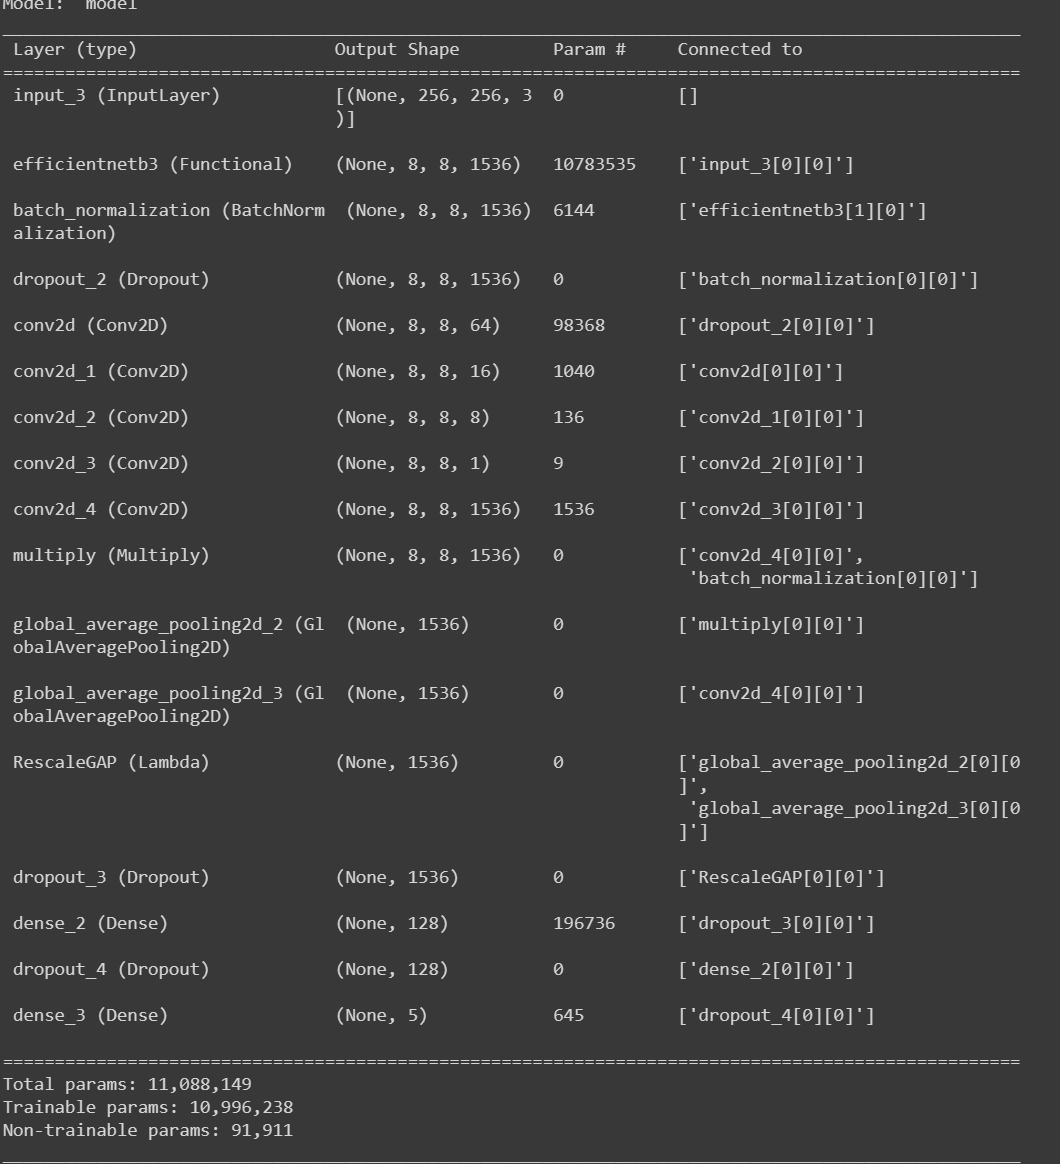 Model: "model"
Layer (type) Output Shape Param # Connected to
input_3 (InputLayer) [(None, 256, 256, 3 0 []
)]
efficientnetb3 (Functional) (None, 8, 8, 1536) 10783535 ['input_3[0][0]']
batch_normalization (BatchNorm (None, 8, 8, 1536) 6144 ['efficientnetb3[1][0]']
alization)
dropout_2 (Dropout) (None, 8, 8, 1536) 0 ['batch_normalization[0][0]']
conv2d (Conv2D) (None, 8, 8, 64) 98368 ['dropout_2[0][0]']
conv2d_1 (Conv2D) (None, 8, 8, 16) 1040 ['conv2d[0][0]']
conv2d_2 (Conv2D) (None, 8, 8, 8) 136 ['conv2d_1[0][0]']
conv2d_3 (Conv2D) (None, 8, 8, 1) 9 ['conv2d_2[0][0]']
conv2d_4 (Conv2D) (None, 8, 8, 1536) 1536 ['conv2d_3[0][0]']
multiply (Multiply) (None, 8, 8, 1536) 0 ['conv2d_4[0][0]',
'batch_normalization[0][0]']
global_average_pooling2d_2 (Gl (None, 1536) 0 ['multiply[0][0]']
obalAveragePooling2D)
global_average_pooling2d_3 (Gl (None, 1536) 0 ['conv2d_4[0][0]']
obalAveragePooling2D)
RescaleGAP (Lambda) (None, 1536) 0 ['global_average_pooling2d_2[0][0
]',
'global_average_pooling2d_3[0][0
]']
dropout_3 (Dropout) (None, 1536) 0 ['RescaleGAP[0][0]']
dense_2 (Dense) (None, 128) 196736 ['dropout_3[0][0]']
dropout_4 (Dropout) (None, 128) 0 ['dense_2[0][0]']
dense_3 (Dense) (None, 5) 645 ['dropout_4[0][0]']
Total params: 11,088,149
Trainable params: 10,996,238
Non-trainable params: 91,911